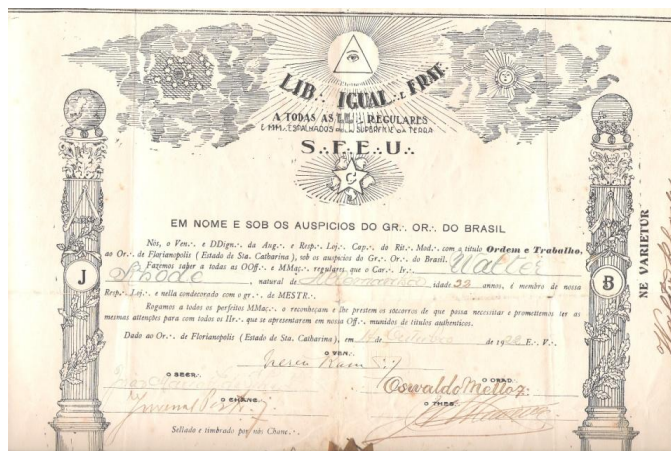 LIB∴ IGUAL∴ E FRAT∴
A TODAS AS LL∴ REGULARES
E MM∴ ESPALHADOS SUPERFICIE DA TERRA
S∴ F∴ E∴ U∴
G
EM NOME E SOB OS AUSPICIOS DO GR∴ OR∴ DO BRASIL
Nós, o Ven∴ e DDign∴ da Aug∴ e Resp∴ Loj∴ Cap∴ do Rit∴ Mod∴ com o titulo Ordem e Trabalho,
ao Or∴ de Florianopolis (Estado de Sta. Catharina), sob os auspicios do Gr∴ Or∴ do Brasil.
Fazemos saber a todas as OOff∴ e MMaç∴ regulares que o Car∴ Ir∴ Walter
, natural de idade 22 annos, é membro de nossa
Resp∴ Loj∴ e nella condecorado com o gr∴ de MESTR∴
Rogamos a todos os perfeitos MMaç∴ o reconheçam e lhe prestem os soccorros de que possa necessitar e promettemos ter as
mesmas attenções para com todos os IIr∴ que se apresentarem em nossa Off∴ munidos de titulos authenticos.
Dado ao Or∴ de Florianopolis (Estado de Sta. Catharina), em de de 1920 E∴ V∴
O VEN∴
O SECR∴
O ORAD∴
Oswaldo Mello
O CHANC∴
O THES∴
Sellado e timbrado por nós Chanc∴
J
B
NE VARIETUR